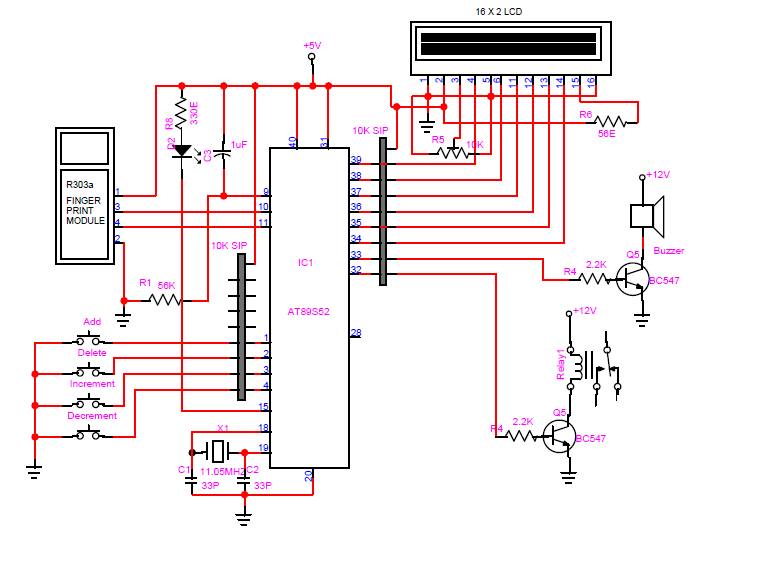 16 X 2 LCD
+5V
1
2
3
4
5
6
11
12
13
14
15
16
R8
330E
D2
C3
1uF
40
31
10K SIP
R5
10K
R6
56E
R303a
FINGER
PRINT
MODULE
1
3
4
2
9
10
11
39
38
37
36
35
34
33
32
28
+12V
Buzzer
Q5
BC547
R4
2.2K
10K SIP
IC1
AT89S52
R1
56K
Add
Delete
Increment
Decrement
1
2
3
4
15
18
19
20
+12V
Relay1
Q5
BC547
R4
2.2K
X1
11.05MHZ
C1
33P
C2
33P